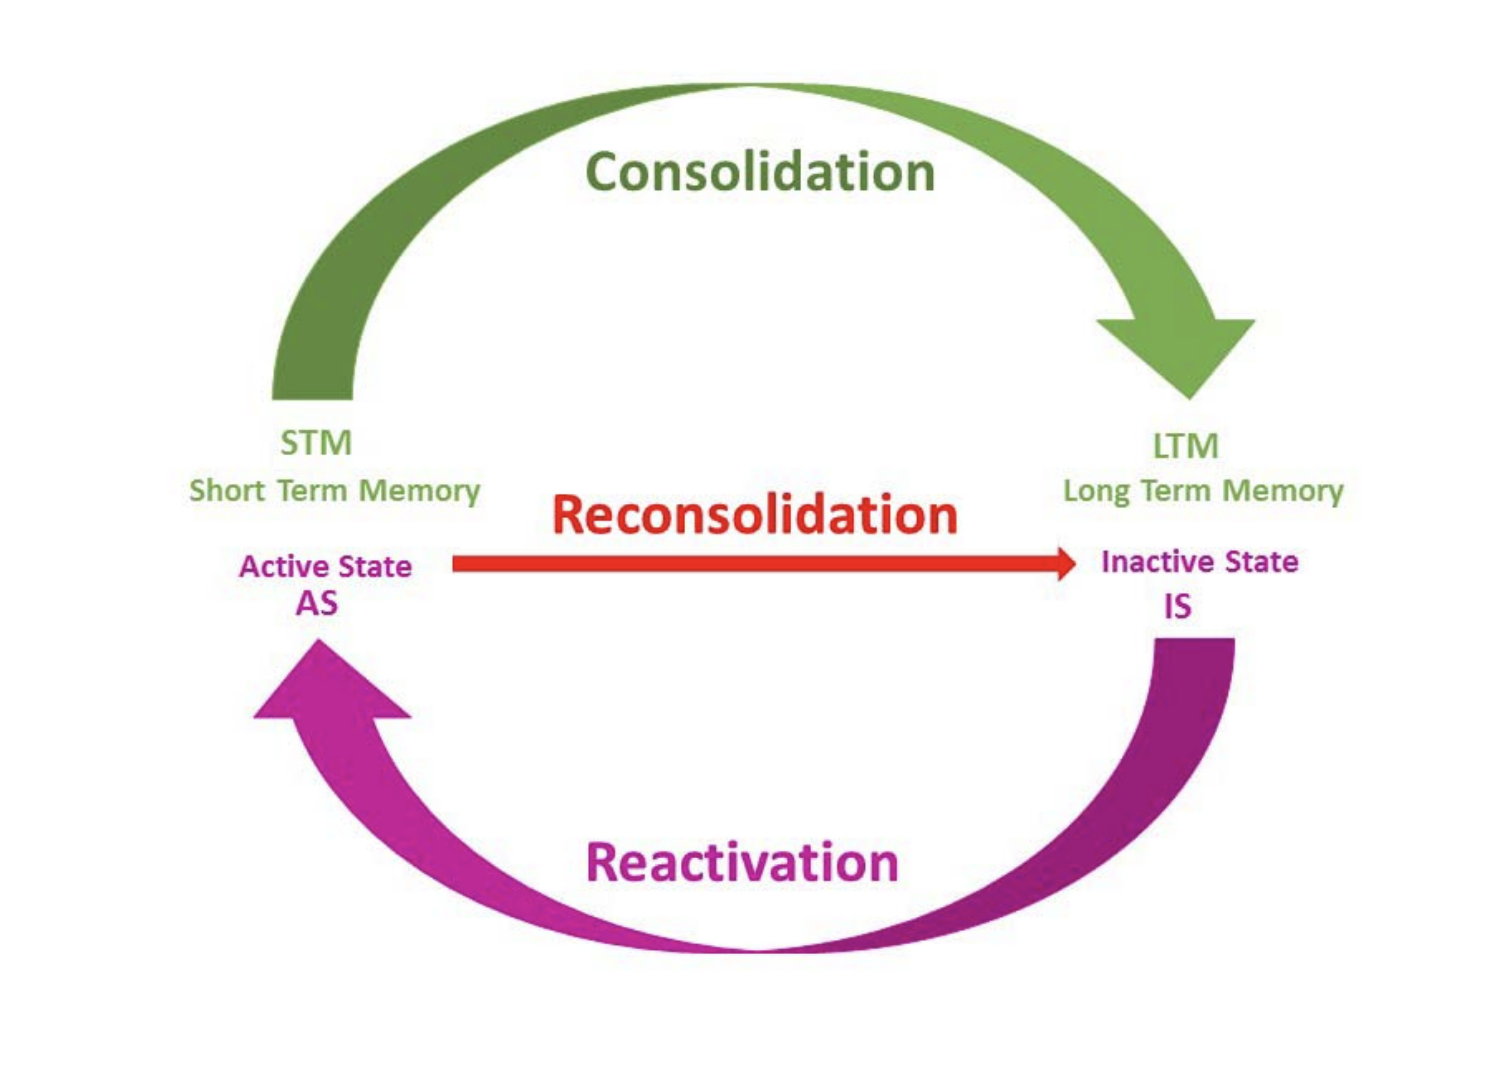 Consolidation
STM
Short Term Memory
LTM
Long Term Memory
Reconsolidation
Active State
AS
Inactive State
IS
Reactivation